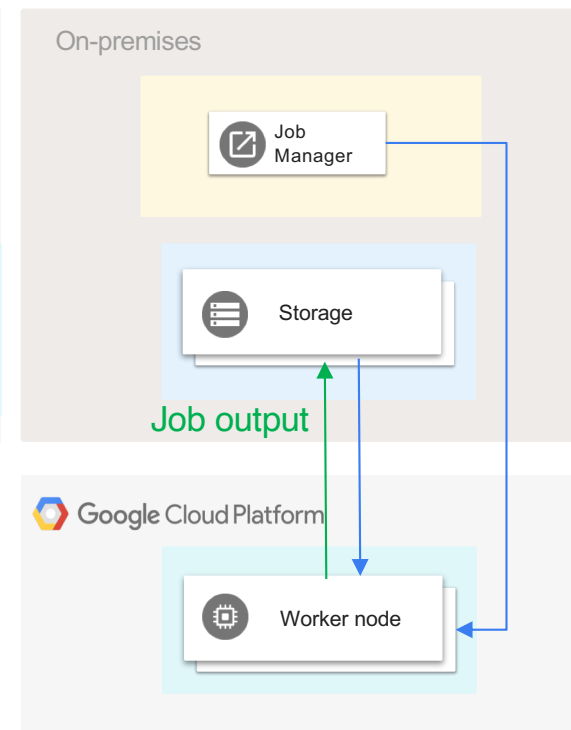 On-premises
Job
Manager
Storage
Job output
Google Cloud Platform
Worker node